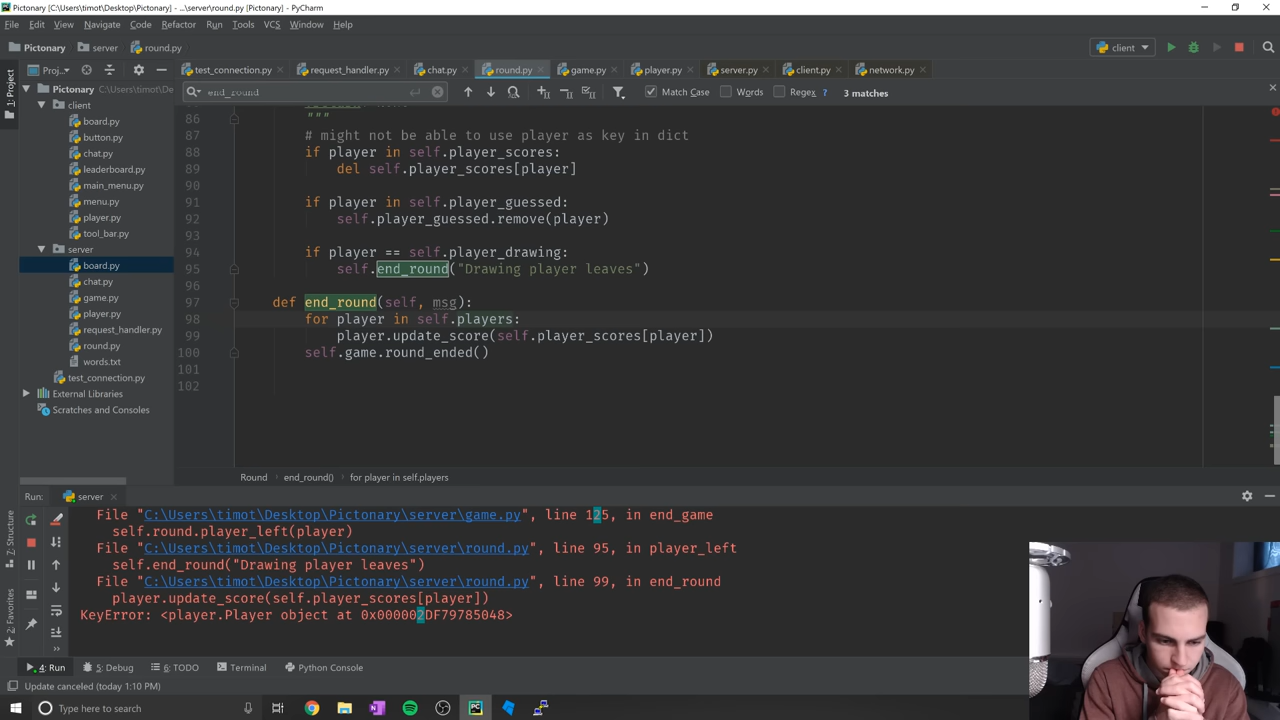 Pictonary [C:\Users\timot\Desktop\Pictonary] - ...\server\round.py [Pictonary] - PyCharm
File Edit View Navigate Code Refactor Run Tools VCS Window Help
Pictonary server round.py client
1: Project Proj... test_connection.py request_handler.py chat.py round.py game.py player.py server.py client.py network.py
Pictonary end_round Match Case Words Regex ? 3 matches
client
board.py
button.py
chat.py
leaderboard.py
main_menu.py
menu.py
player.py
tool_bar.py
server
board.py
chat.py
game.py
player.py
request_handler.py
round.py
words.txt
test_connection.py
External Libraries
Scratches and Consoles
86 """
87 # might not be able to use player as key in dict
88 if player in self.player_scores:
89 del self.player_scores[player]
90
91 if player in self.player_guessed:
92 self.player_guessed.remove(player)
93
94 if player == self.player_drawing:
95 self.end_round("Drawing player leaves")
96
97 def end_round(self, msg):
98 for player in self.players:
99 player.update_score(self.player_scores[player])
100 self.game.round_ended()
101
102
Round end_round() for player in self.players
Run: server
File "C:\Users\timot\Desktop\Pictonary\server\game.py", line 125, in end_game
self.round.player_left(player)
File "C:\Users\timot\Desktop\Pictonary\server\round.py", line 95, in player_left
self.end_round("Drawing player leaves")
File "C:\Users\timot\Desktop\Pictonary\server\round.py", line 99, in end_round
player.update_score(self.player_scores[player])
KeyError: <player.Player object at 0x000002DF79785048>
7: Structure
2: Favorites
4: Run 5: Debug 6: TODO Terminal Python Console
Update canceled (today 1:10 PM)
Type here to search